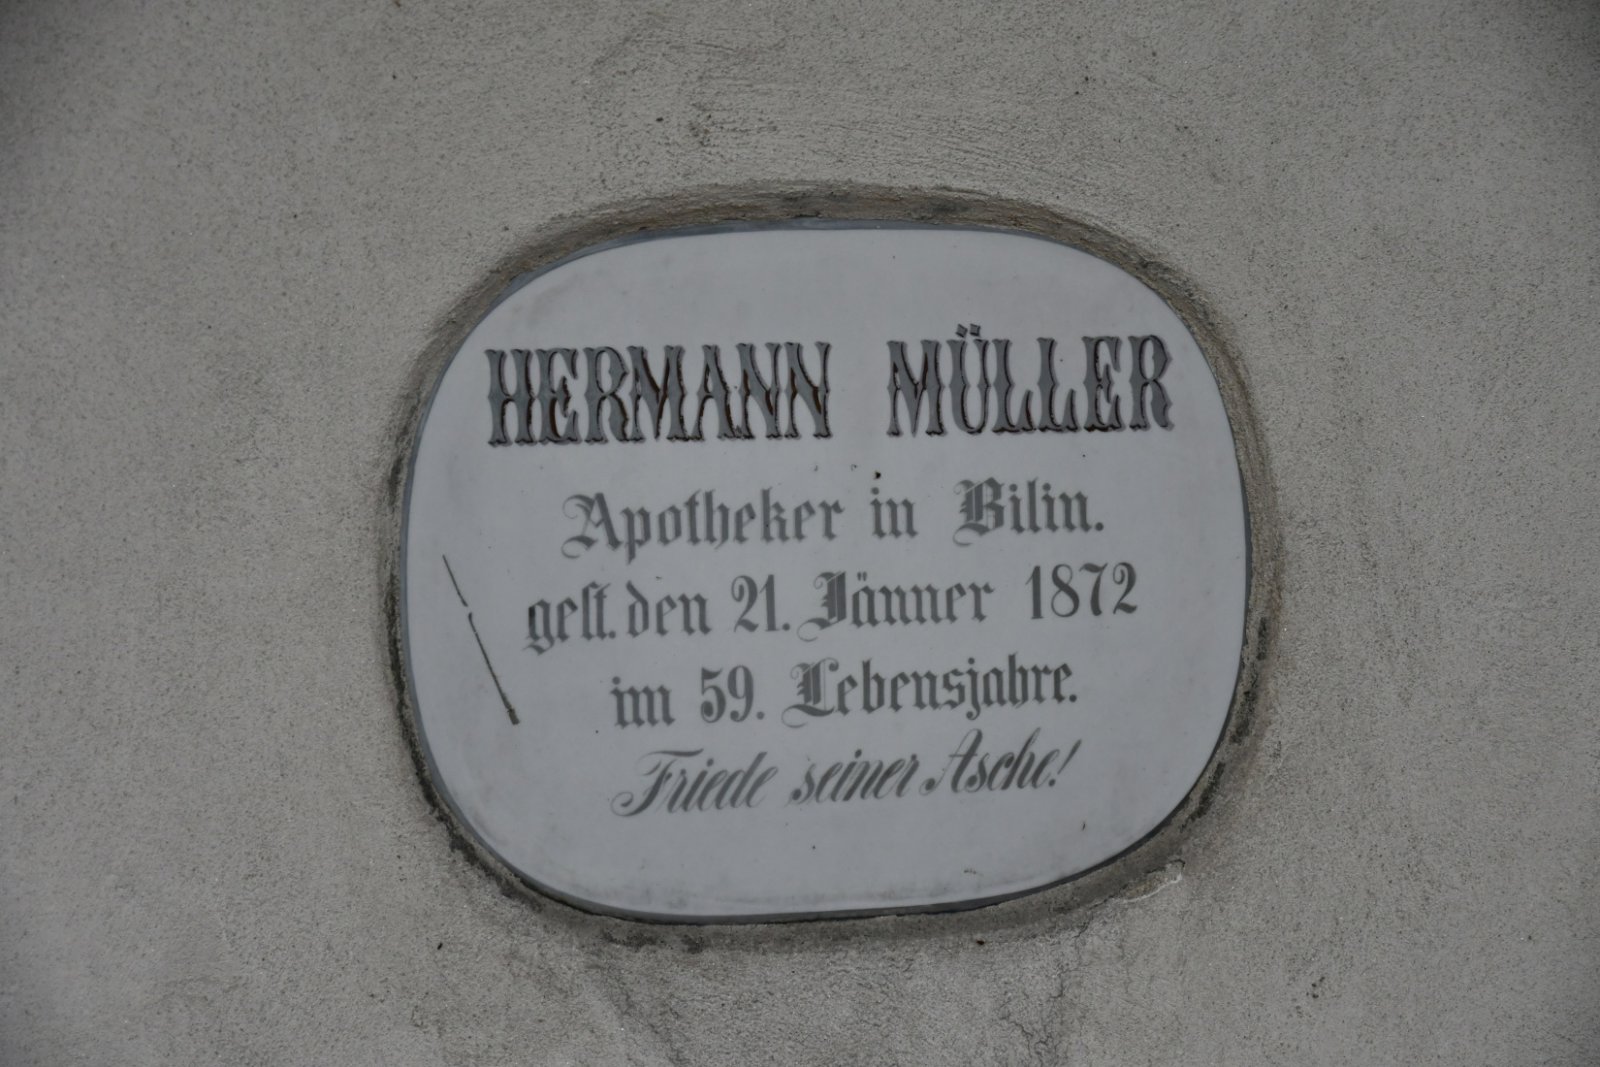 HERMANN MÜLLER
Apotheker in Bilin.
gest. den 21. Jänner 1872
im 59. Lebensjahre.
Friede seiner Asche!